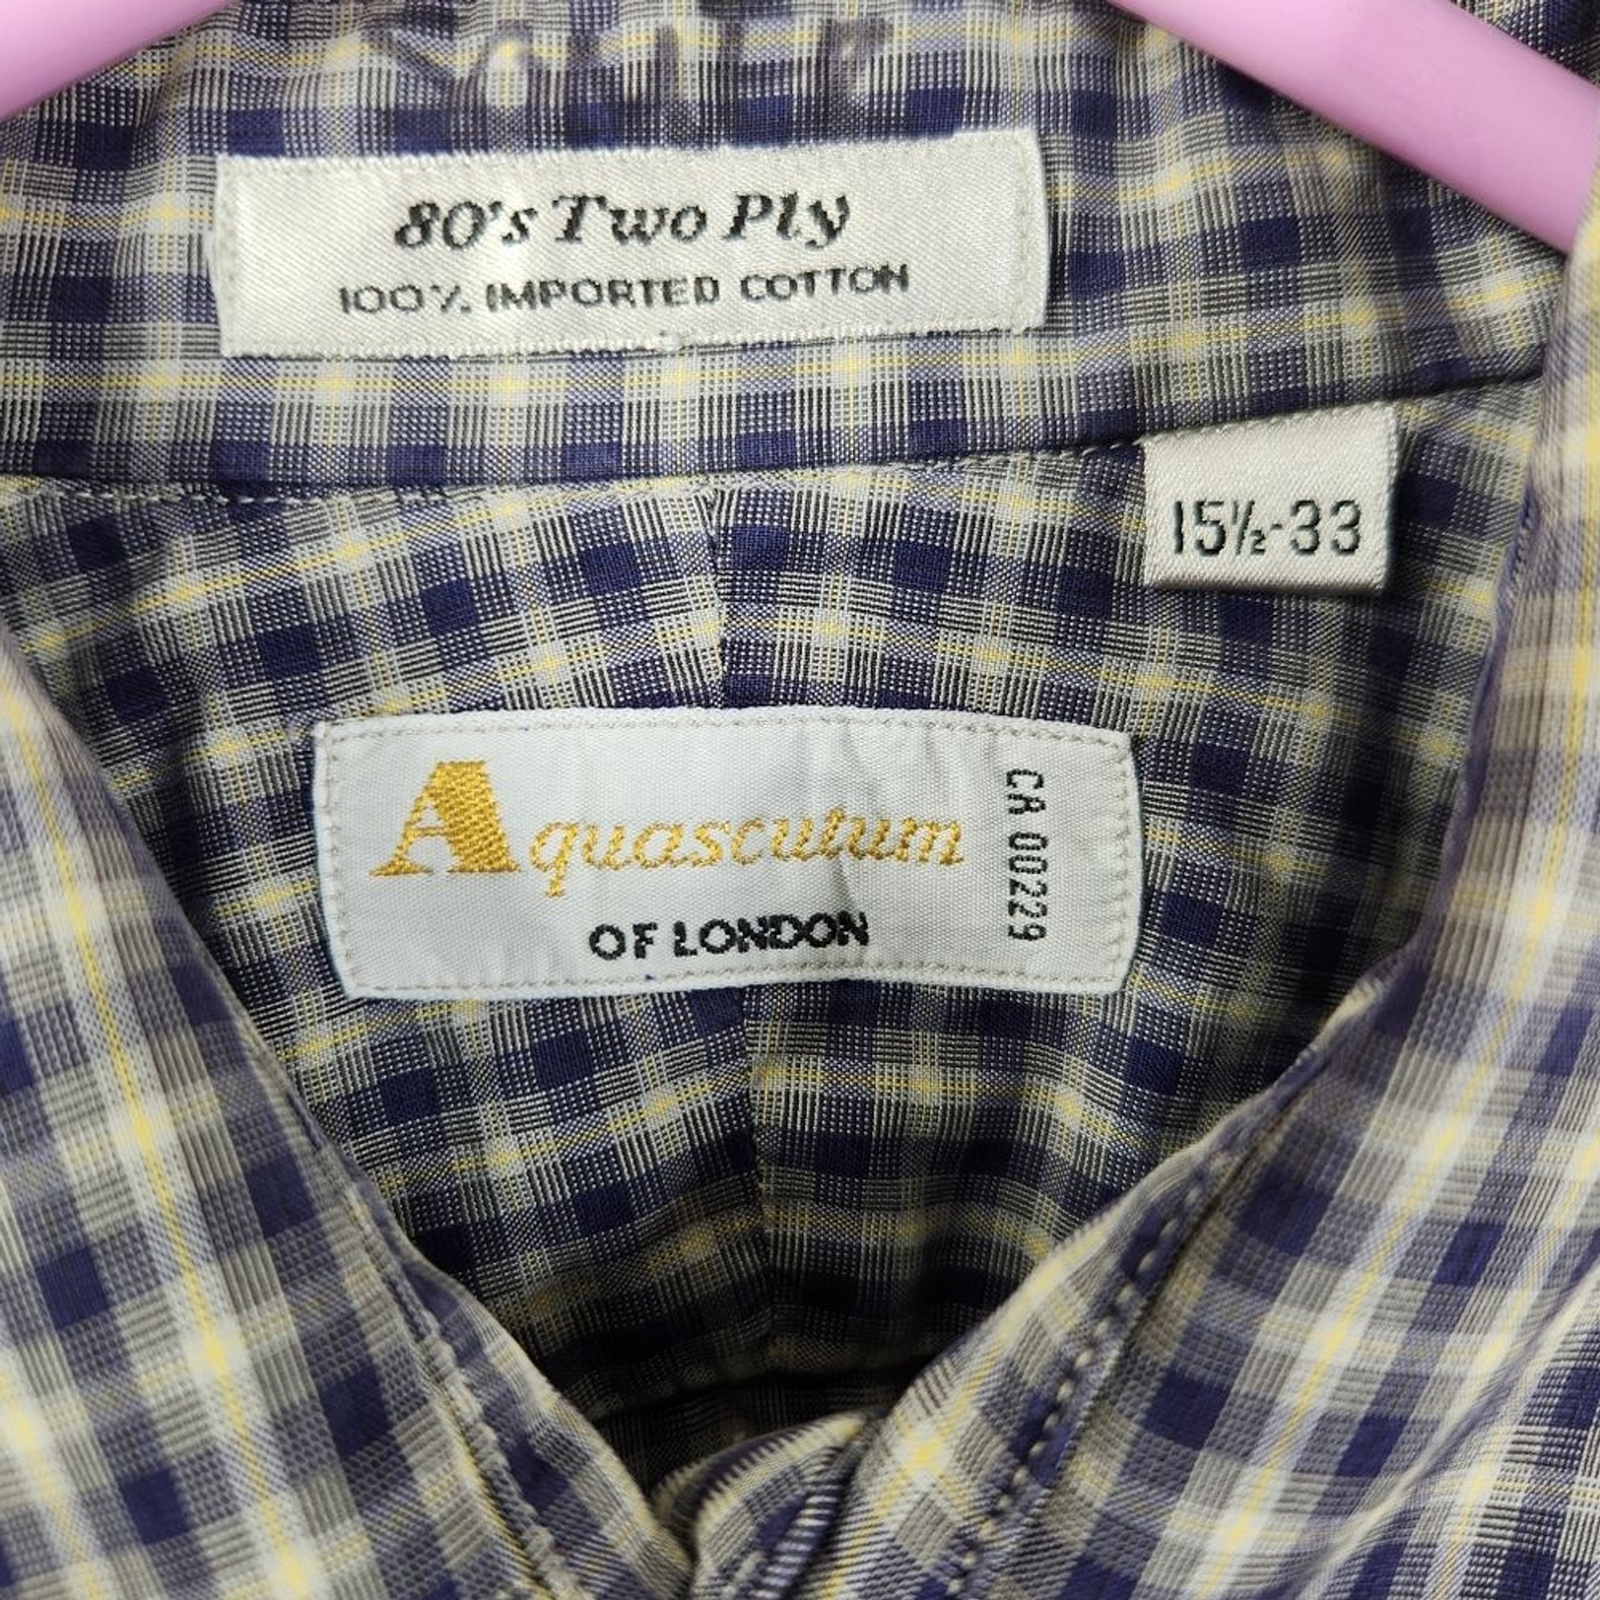 80's Two Ply
100% IMPORTED COTTON
15½-33
Aquascutum
OF LONDON
CA 00229